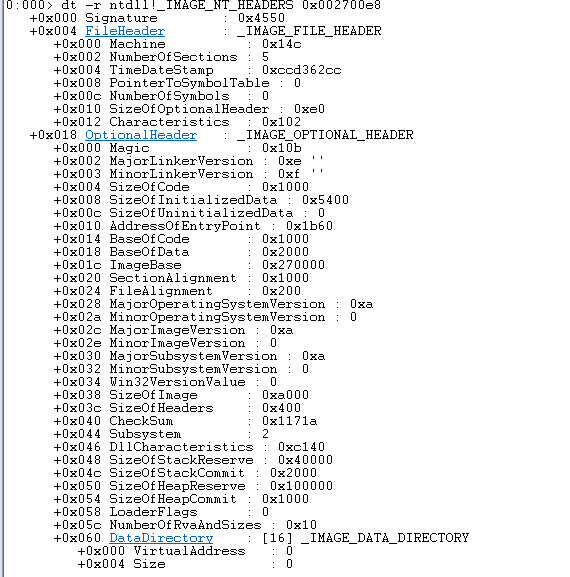 0:000> dt -r ntdll!_IMAGE_NT_HEADERS 0x002700e8
+0x000 Signature : 0x4550
+0x004 FileHeader : _IMAGE_FILE_HEADER
+0x000 Machine : 0x14c
+0x002 NumberOfSections : 5
+0x004 TimeDateStamp : 0xccd362cc
+0x008 PointerToSymbolTable : 0
+0x00c NumberOfSymbols : 0
+0x010 SizeOfOptionalHeader : 0xe0
+0x012 Characteristics : 0x102
+0x018 OptionalHeader : _IMAGE_OPTIONAL_HEADER
+0x000 Magic : 0x10b
+0x002 MajorLinkerVersion : 0xe ''
+0x003 MinorLinkerVersion : 0xf ''
+0x004 SizeOfCode : 0x1000
+0x008 SizeOfInitializedData : 0x5400
+0x00c SizeOfUninitializedData : 0
+0x010 AddressOfEntryPoint : 0x1b60
+0x014 BaseOfCode : 0x1000
+0x018 BaseOfData : 0x2000
+0x01c ImageBase : 0x270000
+0x020 SectionAlignment : 0x1000
+0x024 FileAlignment : 0x200
+0x028 MajorOperatingSystemVersion : 0xa
+0x02a MinorOperatingSystemVersion : 0
+0x02c MajorImageVersion : 0xa
+0x02e MinorImageVersion : 0
+0x030 MajorSubsystemVersion : 0xa
+0x032 MinorSubsystemVersion : 0
+0x034 Win32VersionValue : 0
+0x038 SizeOfImage : 0xa000
+0x03c SizeOfHeaders : 0x400
+0x040 CheckSum : 0x1171a
+0x044 Subsystem : 2
+0x046 DllCharacteristics : 0xc140
+0x048 SizeOfStackReserve : 0x40000
+0x04c SizeOfStackCommit : 0x2000
+0x050 SizeOfHeapReserve : 0x100000
+0x054 SizeOfHeapCommit : 0x1000
+0x058 LoaderFlags : 0
+0x05c NumberOfRvaAndSizes : 0x10
+0x060 DataDirectory : [16] _IMAGE_DATA_DIRECTORY
+0x000 VirtualAddress : 0
+0x004 Size : 0